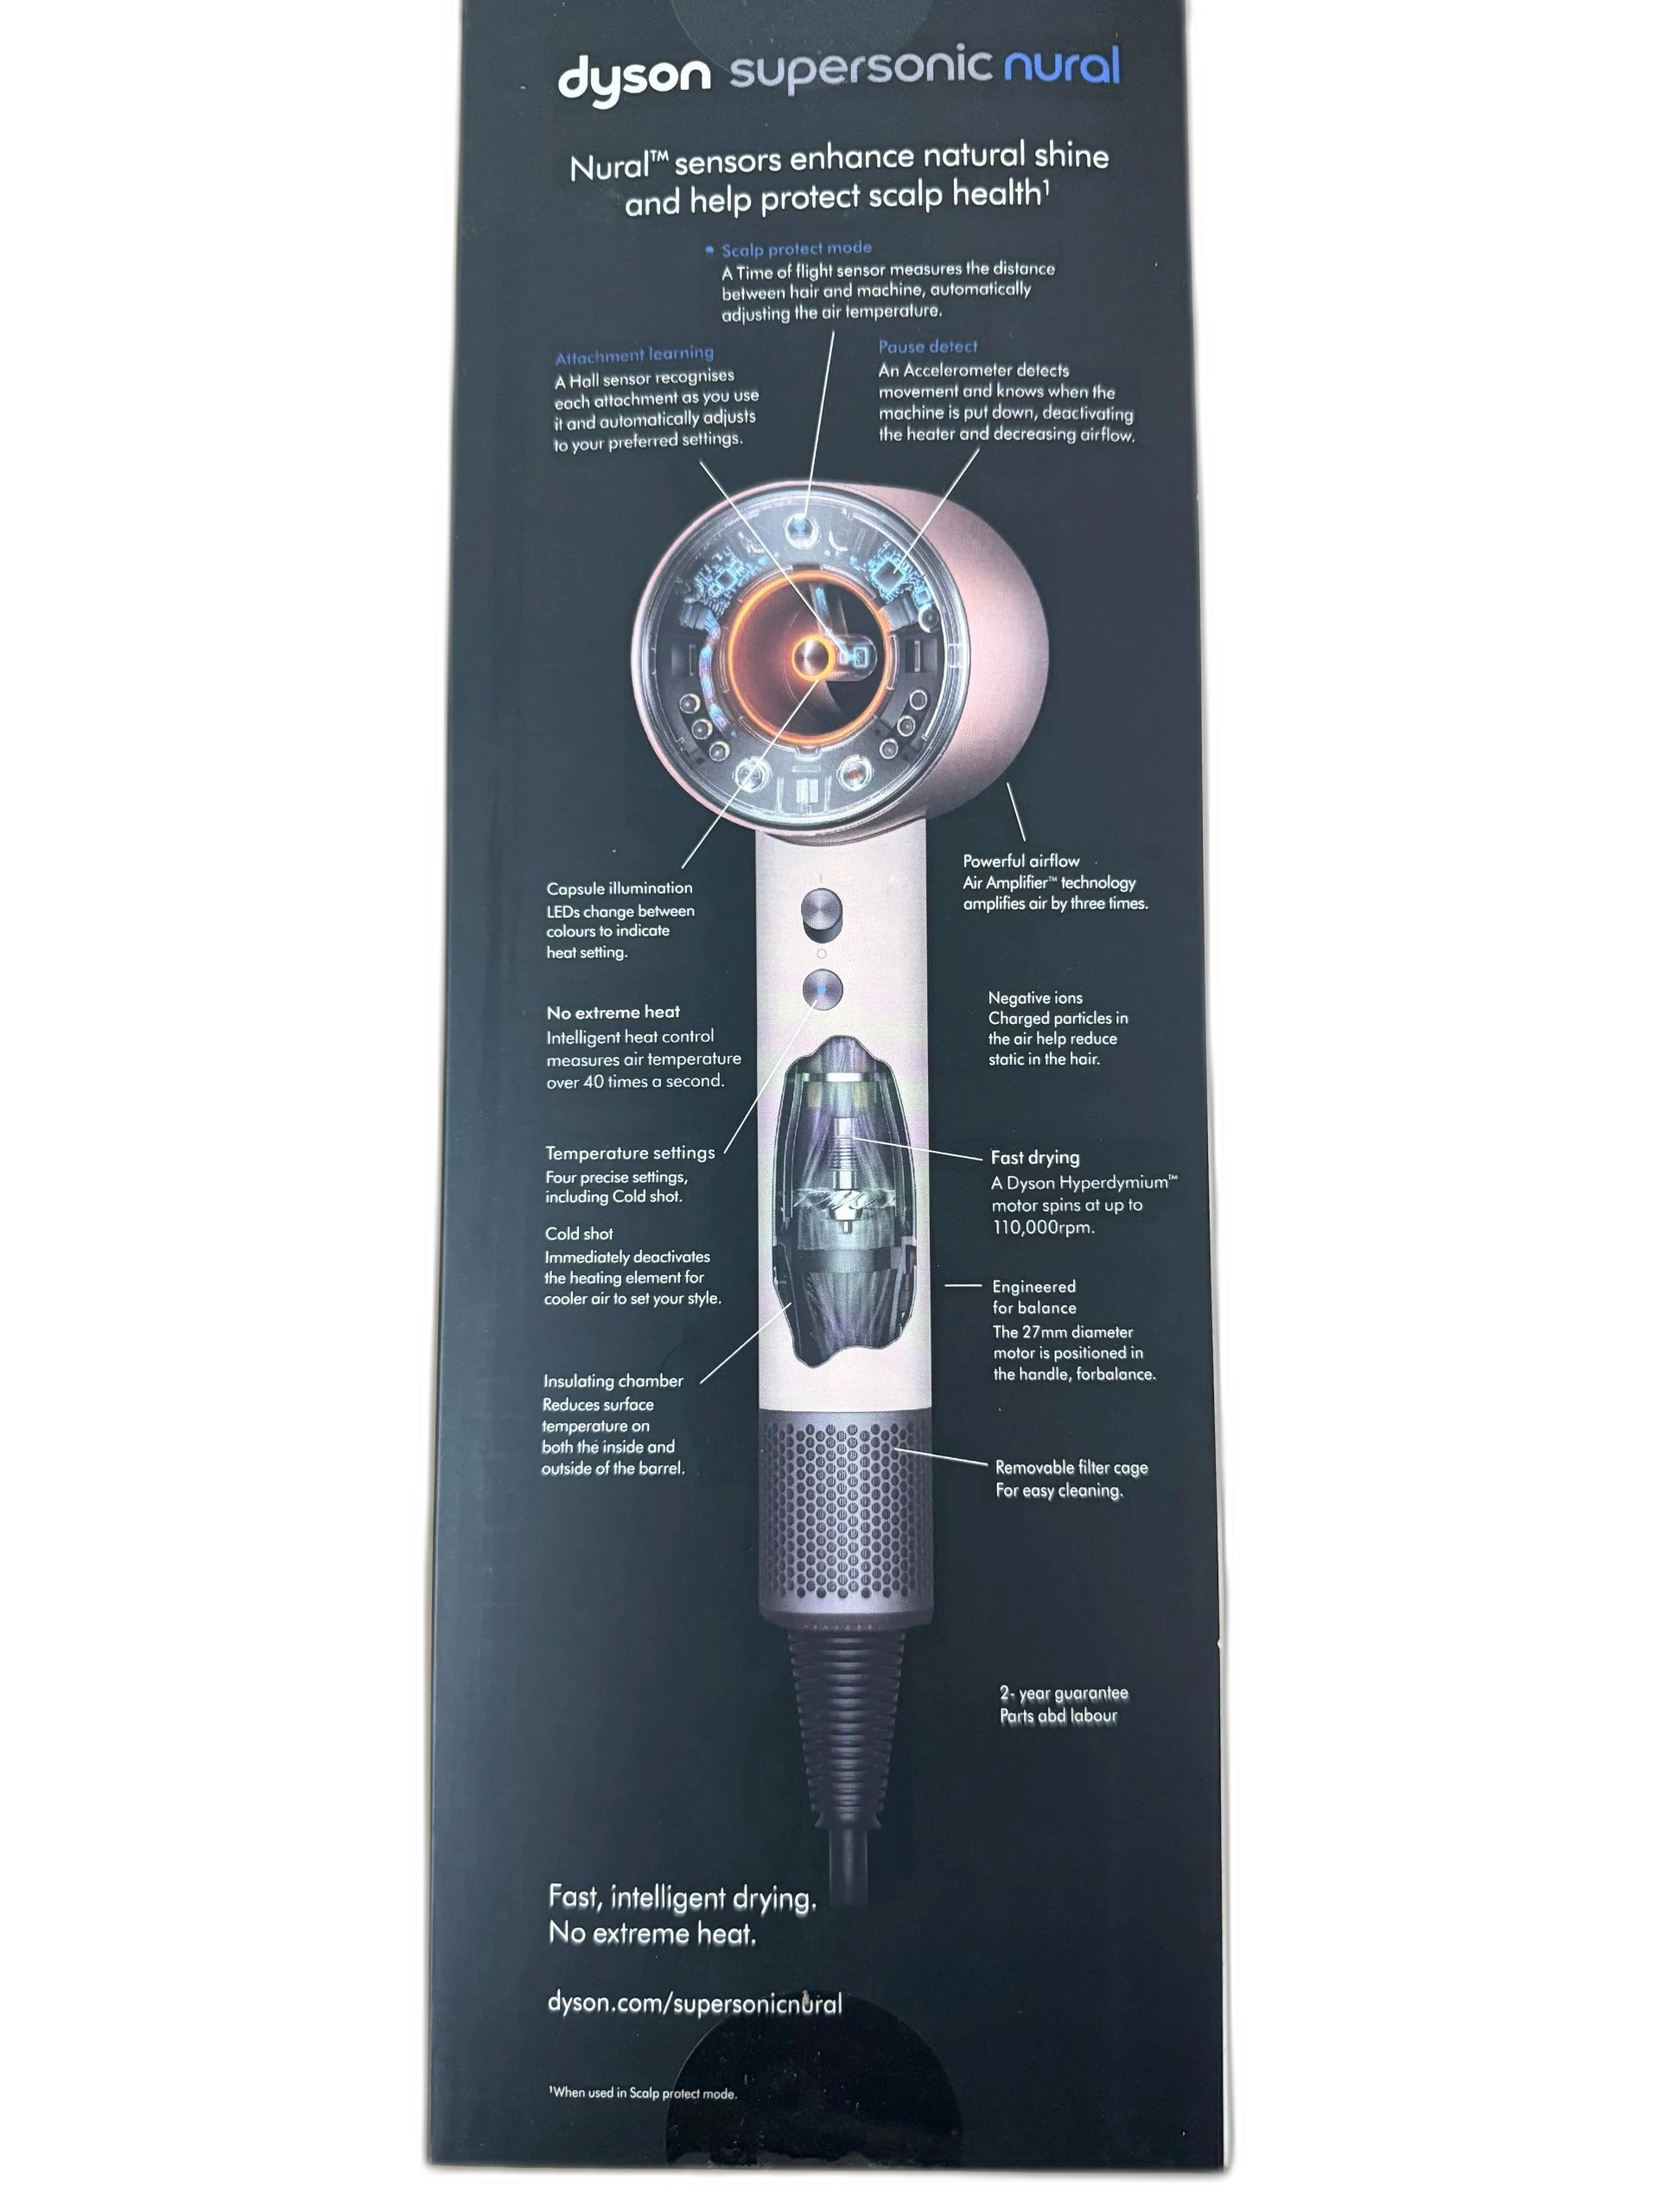 dyson supersonic nural
Nural™ sensors enhance natural shine
and help protect scalp health¹
Scalp protect mode
A Time of flight sensor measures the distance
between hair and machine, automatically
adjusting the air temperature.
Attachment learning
A Hall sensor recognises
each attachment as you use
it and automatically adjusts
to your preferred settings.
Pause detect
An Accelerometer detects
movement and knows when the
machine is put down, deactivating
the heater and decreasing airflow.
Capsule illumination
LEDs change between
colours to indicate
heat setting.
Powerful airflow
Air Amplifier™ technology
amplifies air by three times.
No extreme heat
Intelligent heat control
measures air temperature
over 40 times a second.
Negative ions
Charged particles in
the air help reduce
static in the hair.
Temperature settings
Four precise settings,
including Cold shot.
Cold shot
Immediately deactivates
the heating element for
cooler air to set your style.
Fast drying
A Dyson Hyperdymium™
motor spins at up to
110,000rpm.
Engineered
for balance
The 27mm diameter
motor is positioned in
the handle, forbalance.
Insulating chamber
Reduces surface
temperature on
both the inside and
outside of the barrel.
Removable filter cage
For easy cleaning.
2- year guarantee
Parts abd labour
Fast, intelligent drying.
No extreme heat.
dyson.com/supersonicnural
¹When used in Scalp protect mode.